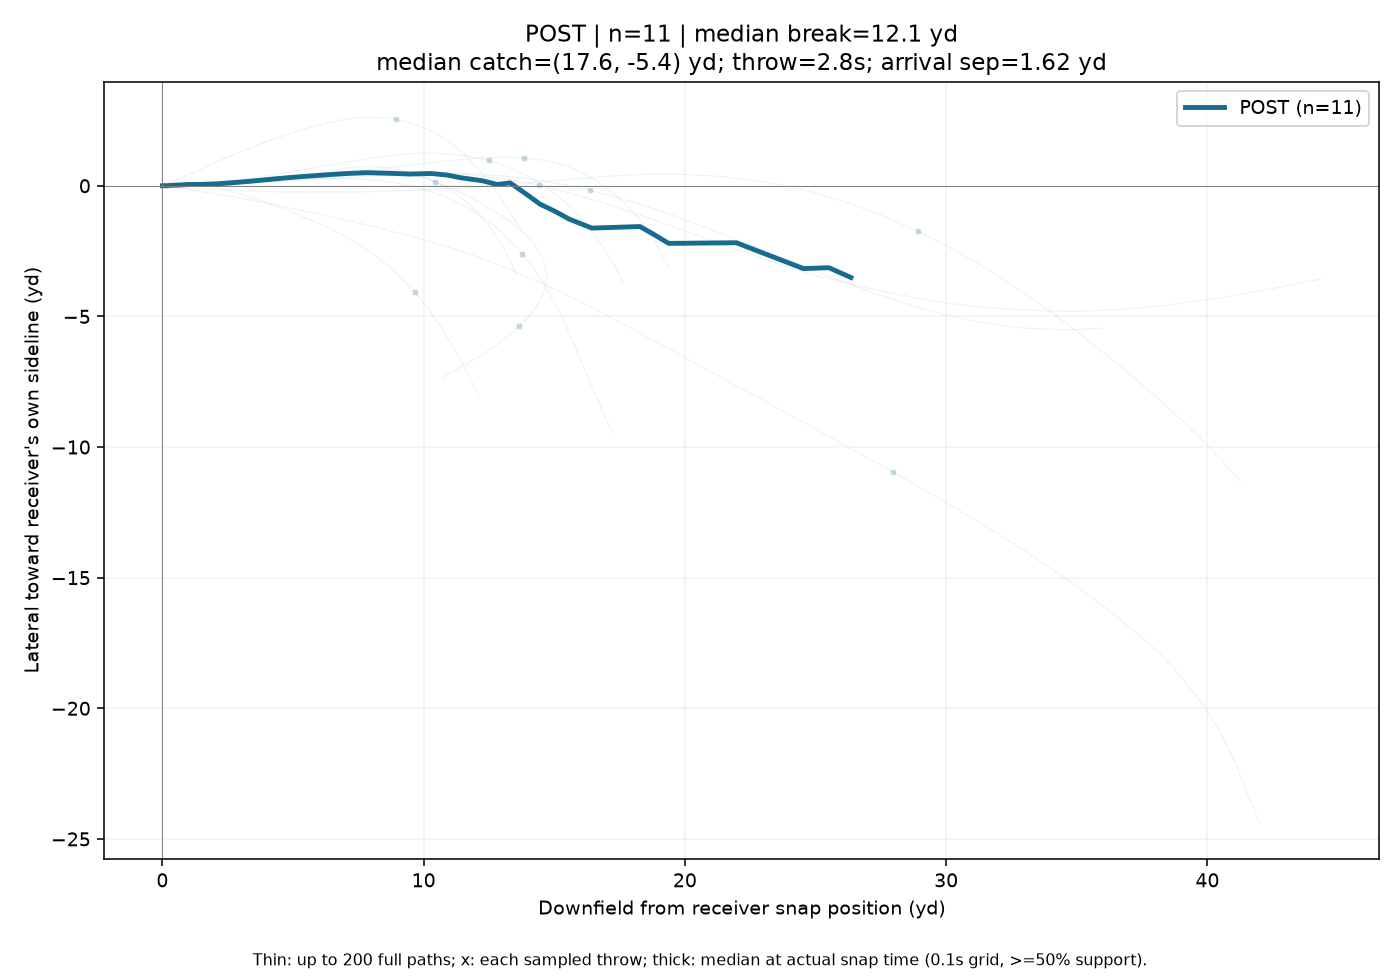 POST | n=11 | median break=12.1 yd
median catch=(17.6, -5.4) yd; throw=2.8s; arrival sep=1.62 yd
POST (n=11)
Lateral toward receiver's own sideline (yd)
0
−5
−10
−15
−20
−25
0
10
20
30
40
Downfield from receiver snap position (yd)
Thin: up to 200 full paths; x: each sampled throw; thick: median at actual snap time (0.1s grid, >=50% support).